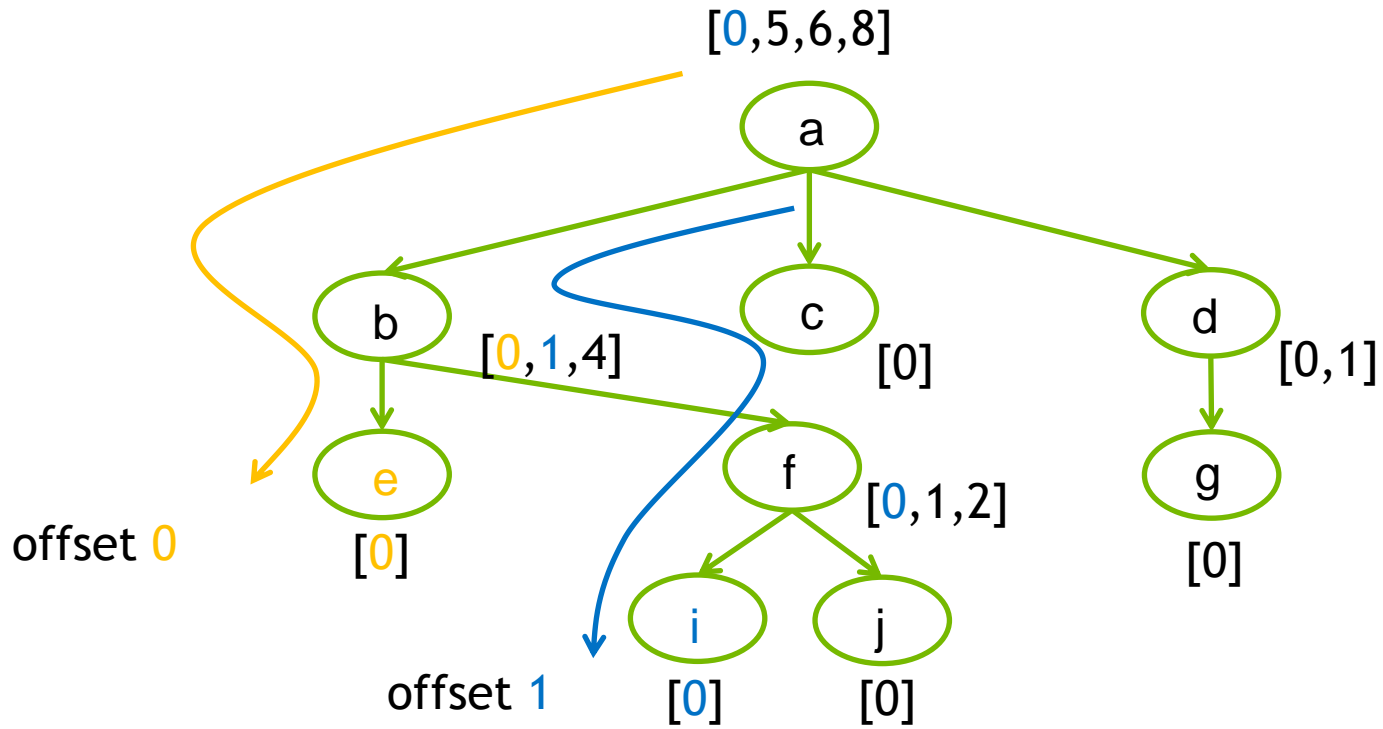 [0,5,6,8]
a
b
c
d
[0,1,4]
[0]
[0,1]
e
f
g
[0,1,2]
offset 0
[0]
[0]
i
j
offset 1
[0]
[0]